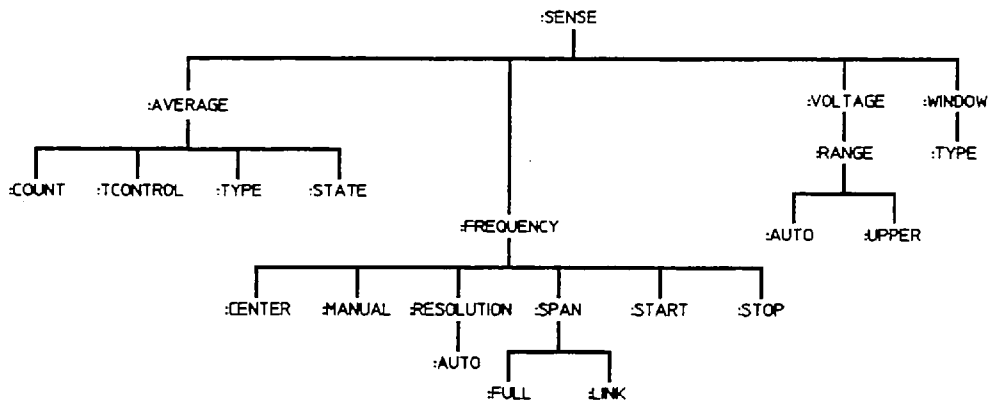 :SENSE
:AVERAGE
:VOLTAGE :WINDOW
:RANGE :TYPE
:COUNT :TCONTROL :TYPE :STATE
:FREQUENCY
:AUTO :UPPER
:CENTER :MANUAL :RESOLUTION :SPAN :START :STOP
:AUTO
:FULL :LINK